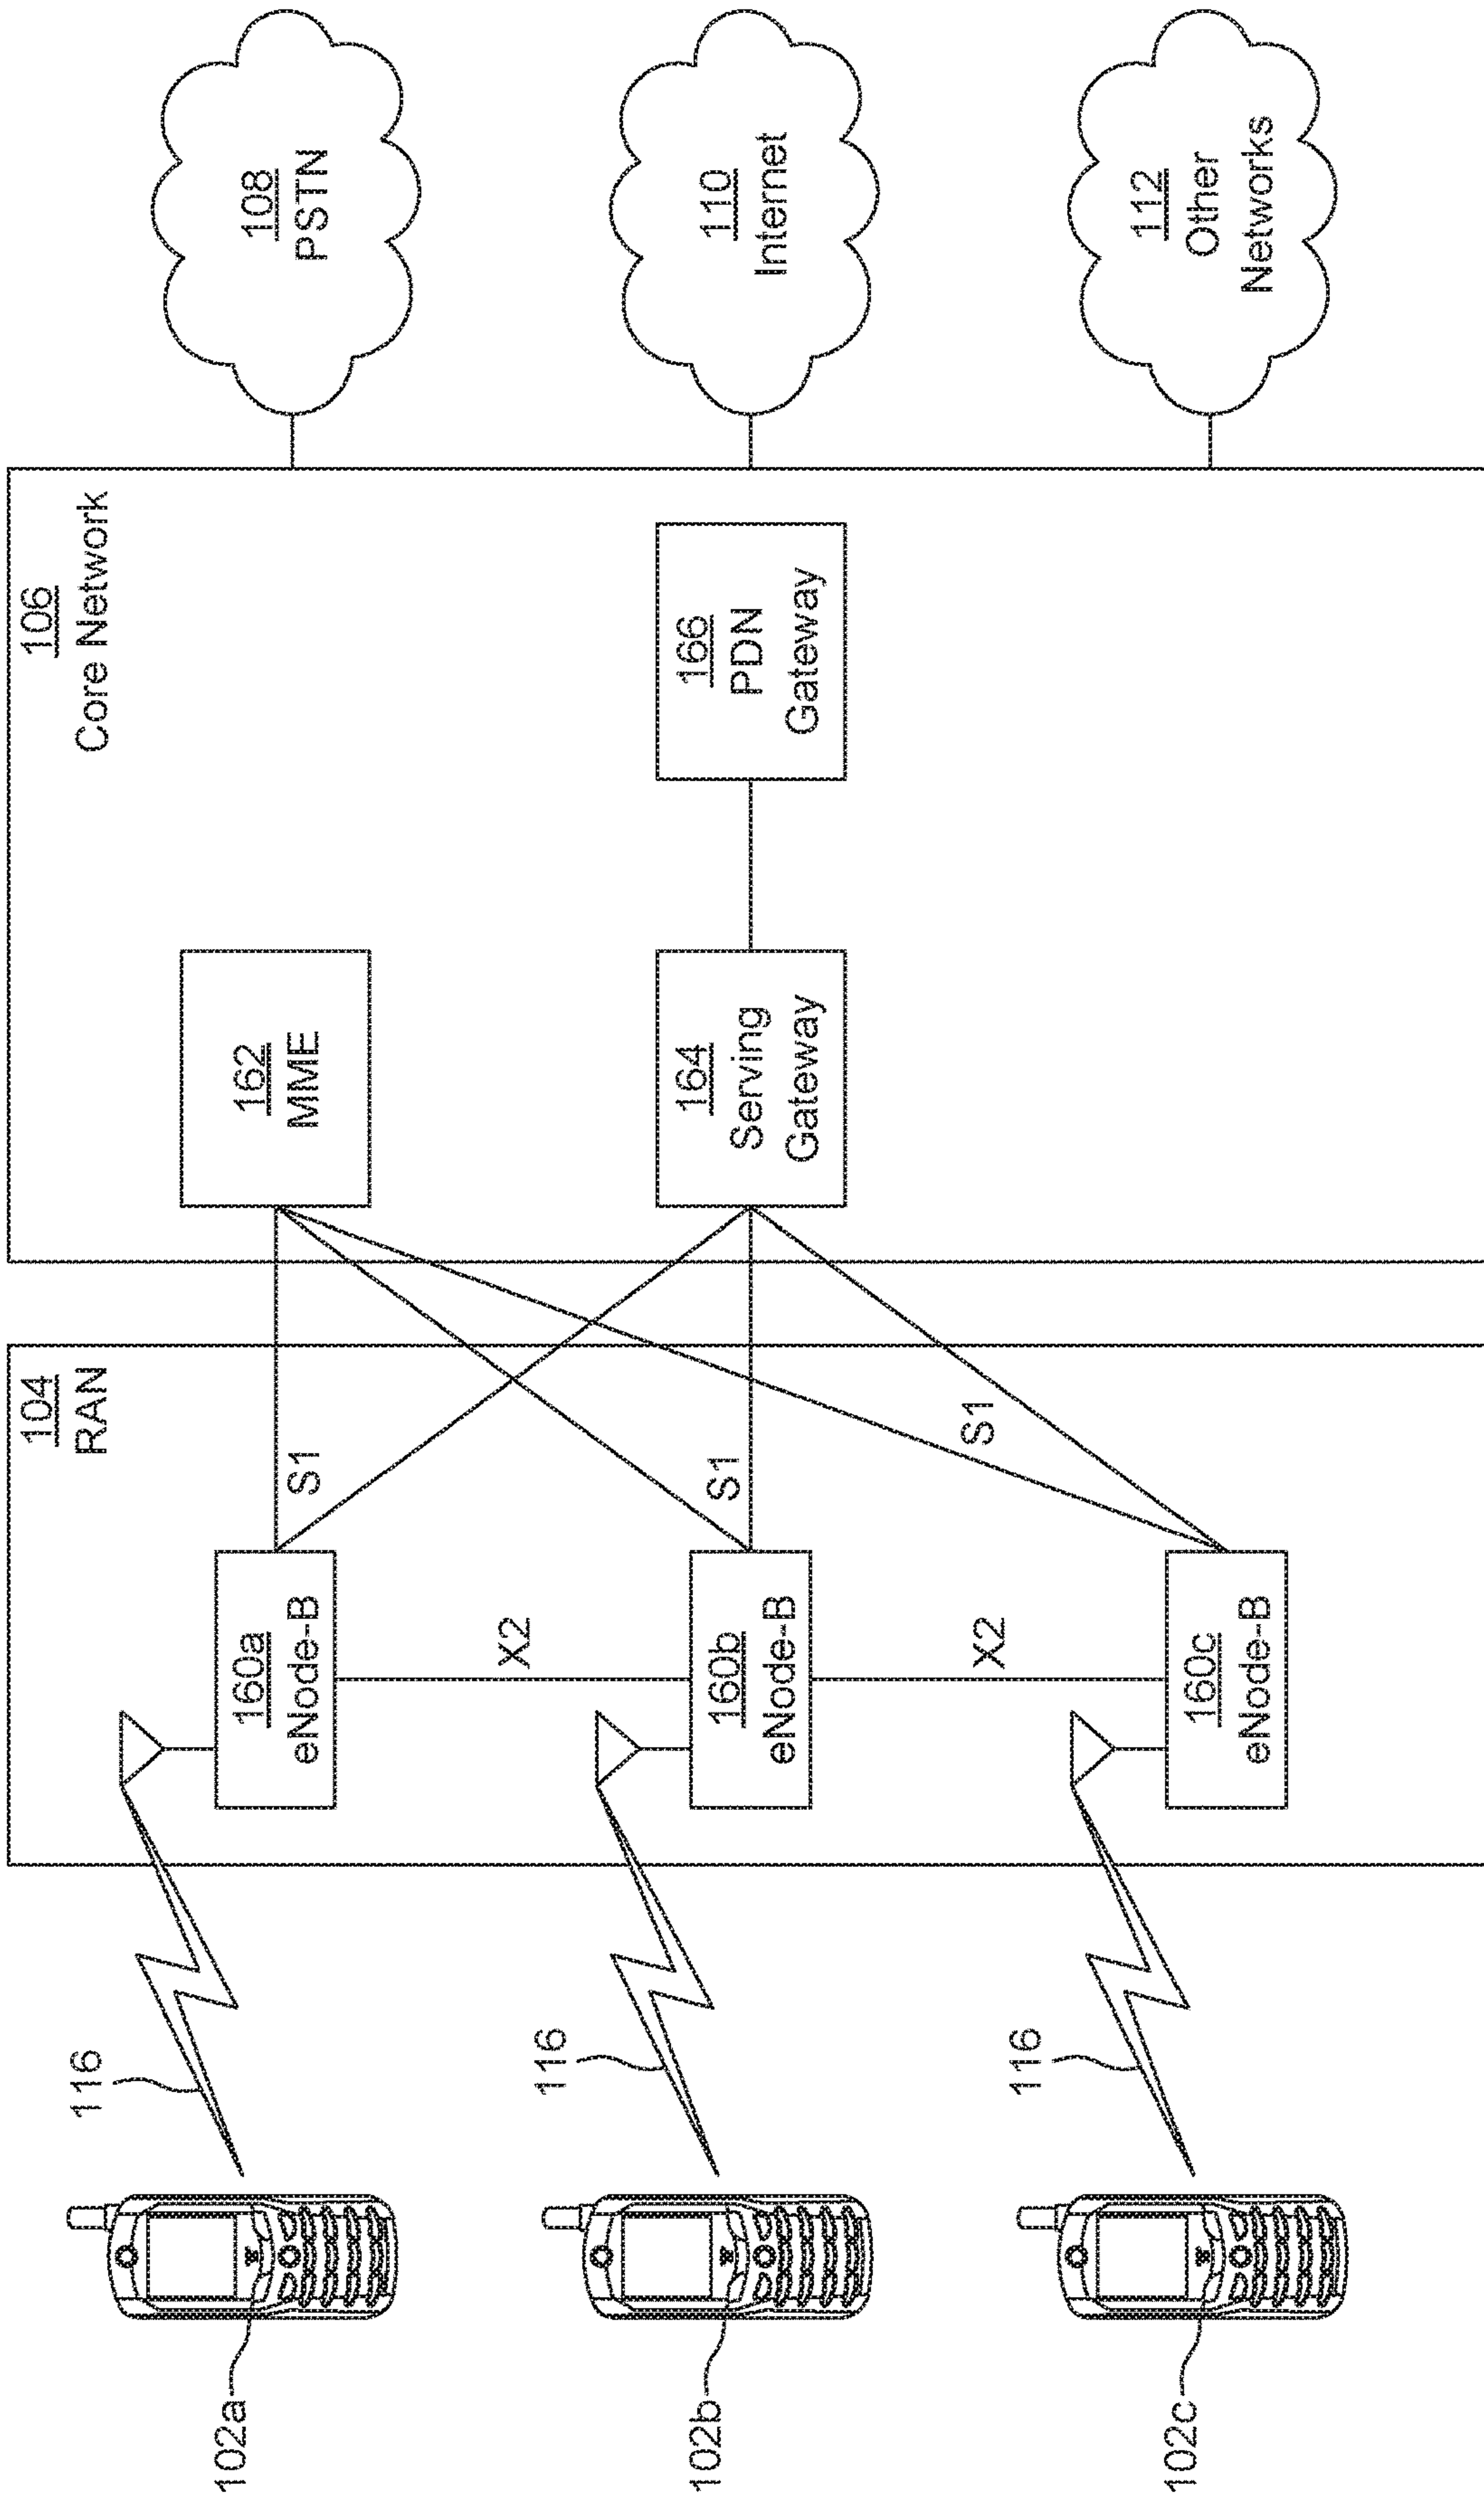 102a
116
104
RAN
160a
eNode-B
S1
X2
106
Core Network
162
MME
108
PSTN
102b
116
160b
eNode-B
S1
X2
164
Serving
Gateway
166
PDN
Gateway
110
Internet
102c
116
160c
eNode-B
S1
112
Other
Networks